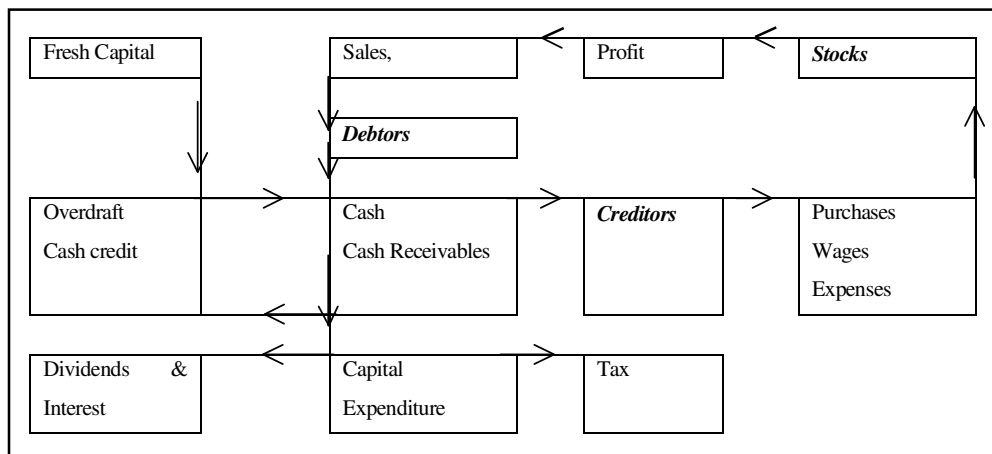 Fresh Capital
Sales,
Profit
Stocks
Debtors
Overdraft
Cash credit
Cash
Cash Receivables
Creditors
Purchases
Wages
Expenses
Dividends &
Interest
Capital
Expenditure
Tax